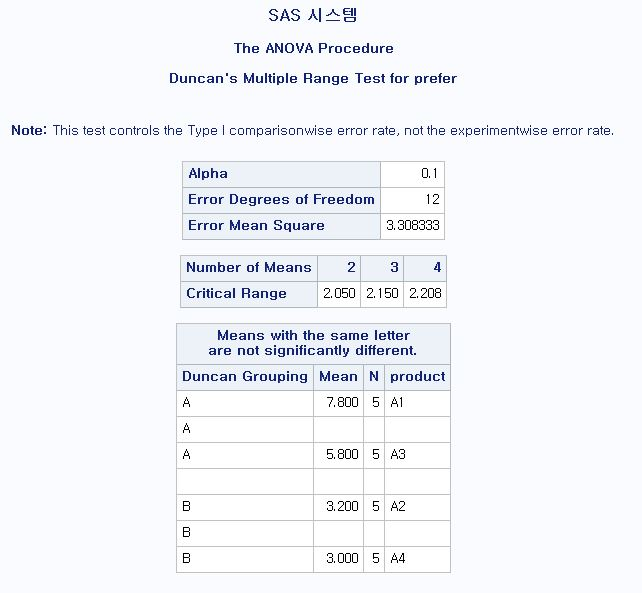 SAS 시스템
The ANOVA Procedure
Duncan's Multiple Range Test for prefer
Note: This test controls the Type I comparisonwise error rate, not the experimentwise error rate.
Alpha 0.1
Error Degrees of Freedom 12
Error Mean Square 3.308333
Number of Means 2 3 4
Critical Range 2.050 2.150 2.208
Means with the same letter
are not significantly different.
Duncan Grouping Mean N product
A 7.800 5 A1
A
A 5.800 5 A3
B 3.200 5 A2
B
B 3.000 5 A4